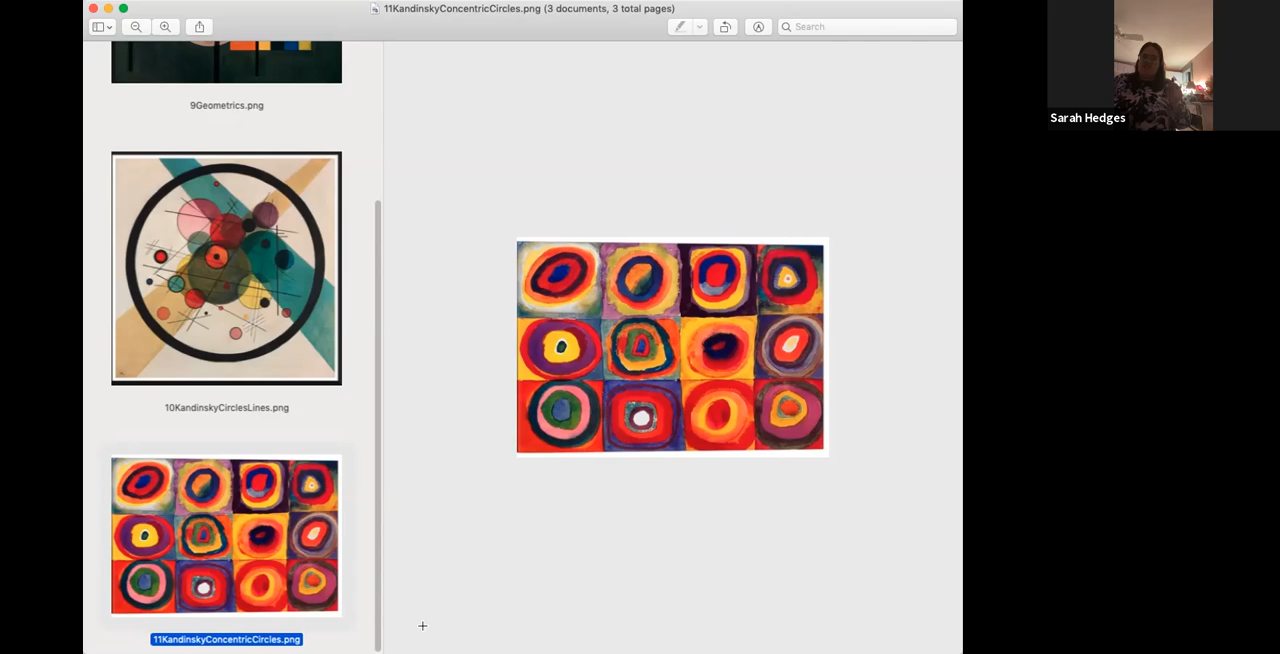 11KandinskyConcentricCircles.png (3 documents, 3 total pages)
Search
9Geometrics.png
10KandinskyCirclesLines.png
11KandinskyConcentricCircles.png
Sarah Hedges